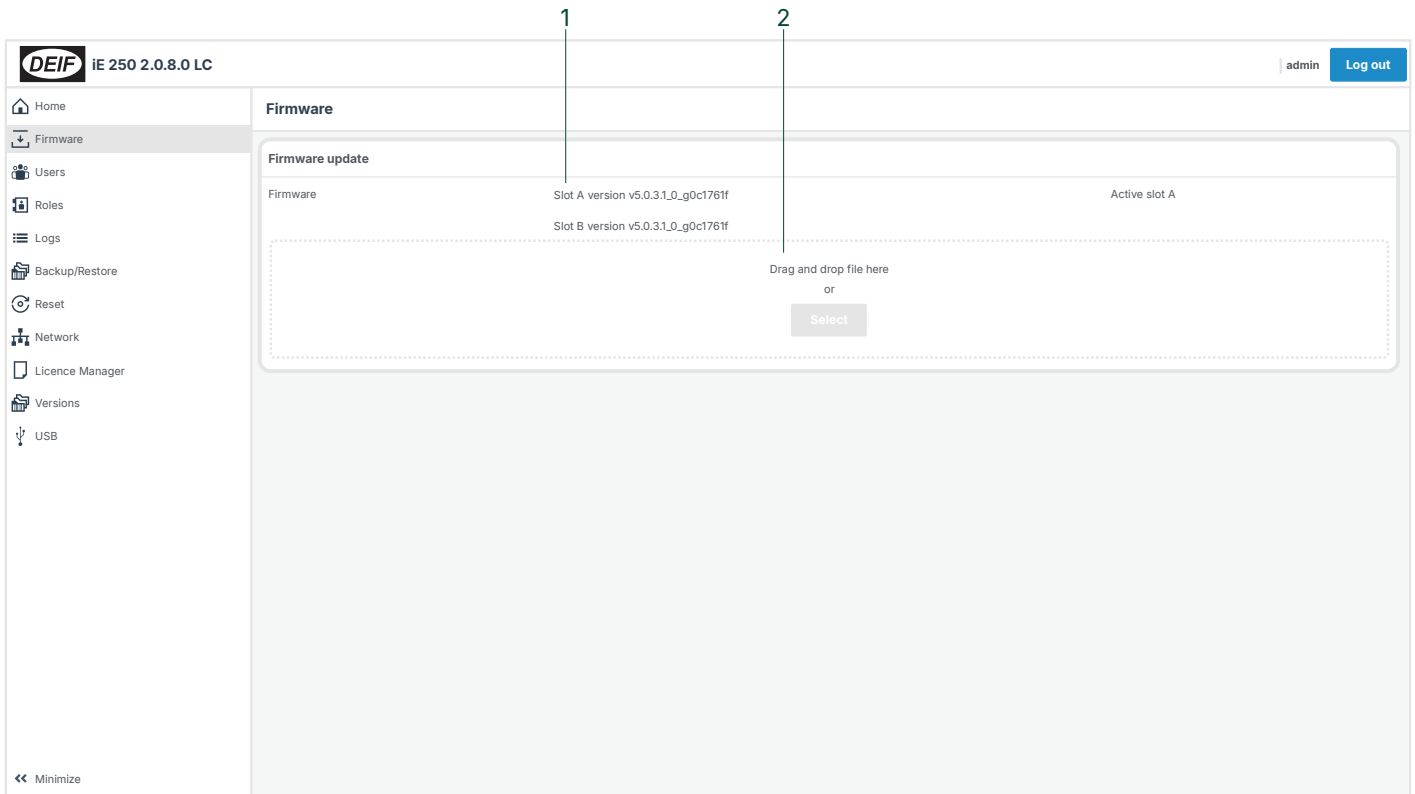 1 2
DEIF iE 250 2.0.8.0 LC admin Log out
Home
Firmware
Users
Roles
Logs
Backup/Restore
Reset
Network
Licence Manager
Versions
USB
Minimize
Firmware
Firmware update
Firmware Slot A version v5.0.3.1_0_g0c1761f Active slot A
Slot B version v5.0.3.1_0_g0c1761f
Drag and drop file here
or
Select